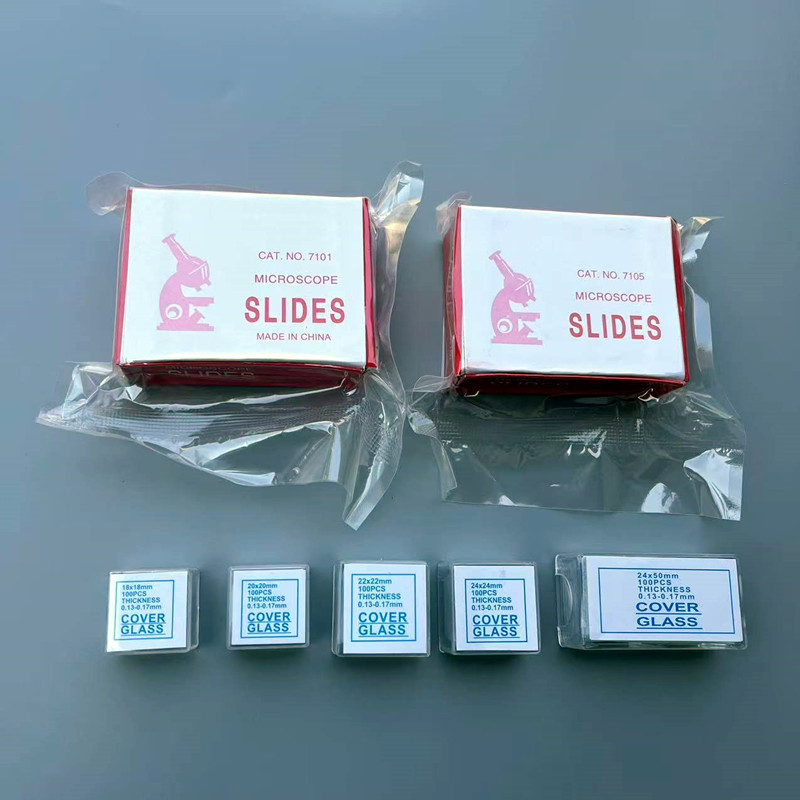 CAT. NO. 7101
MICROSCOPE
SLIDES
MADE IN CHINA
SLIDES
CAT. NO. 7105
MICROSCOPE
SLIDES
18x18mm
100PCS
THICKNESS
0.13-0.17mm
COVER
GLASS
20x20mm
100PCS
THICKNESS
0.13-0.17mm
COVER
GLASS
22x22mm
100PCS
THICKNESS
0.13-0.17mm
COVER
GLASS
24x24mm
100PCS
THICKNESS
0.13-0.17mm
COVER
GLASS
24x50mm
100PCS
THICKNESS
0.13-0.17mm
COVER
GLASS